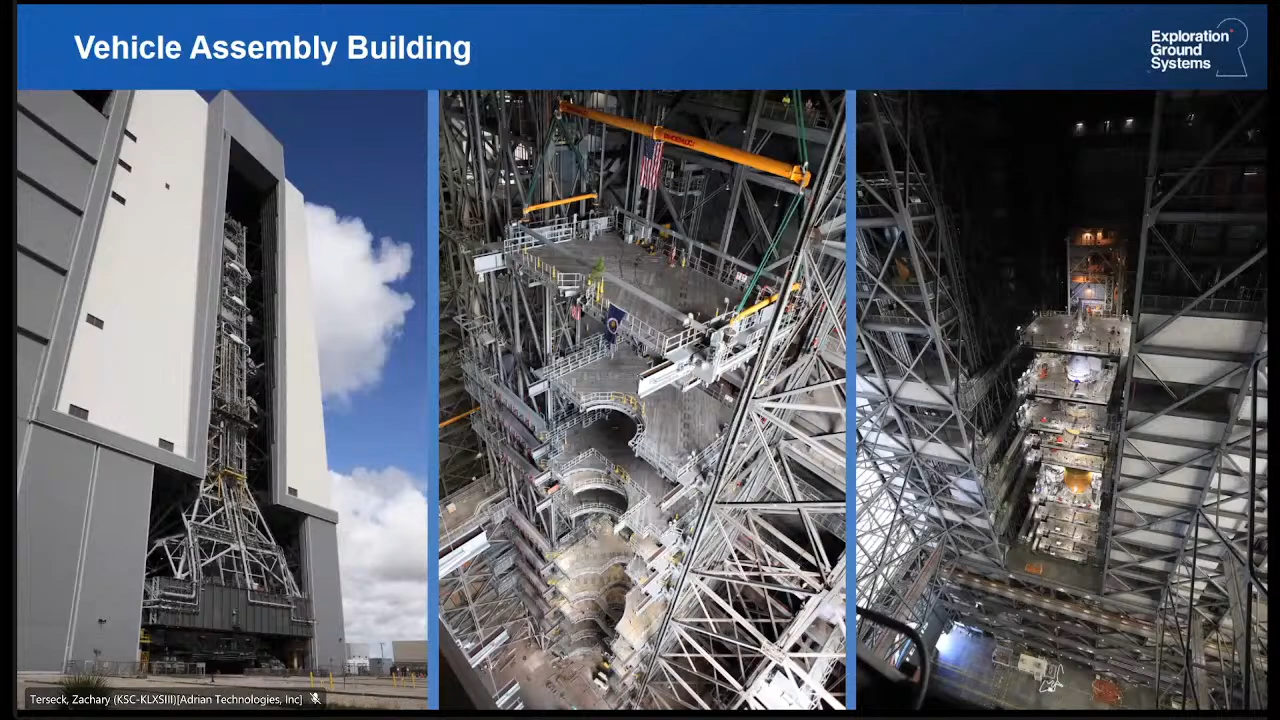 Vehicle Assembly Building
Exploration
Ground
Systems
Terseck, Zachary (KSC-KLXSIII)[Adrian Technologies, Inc]